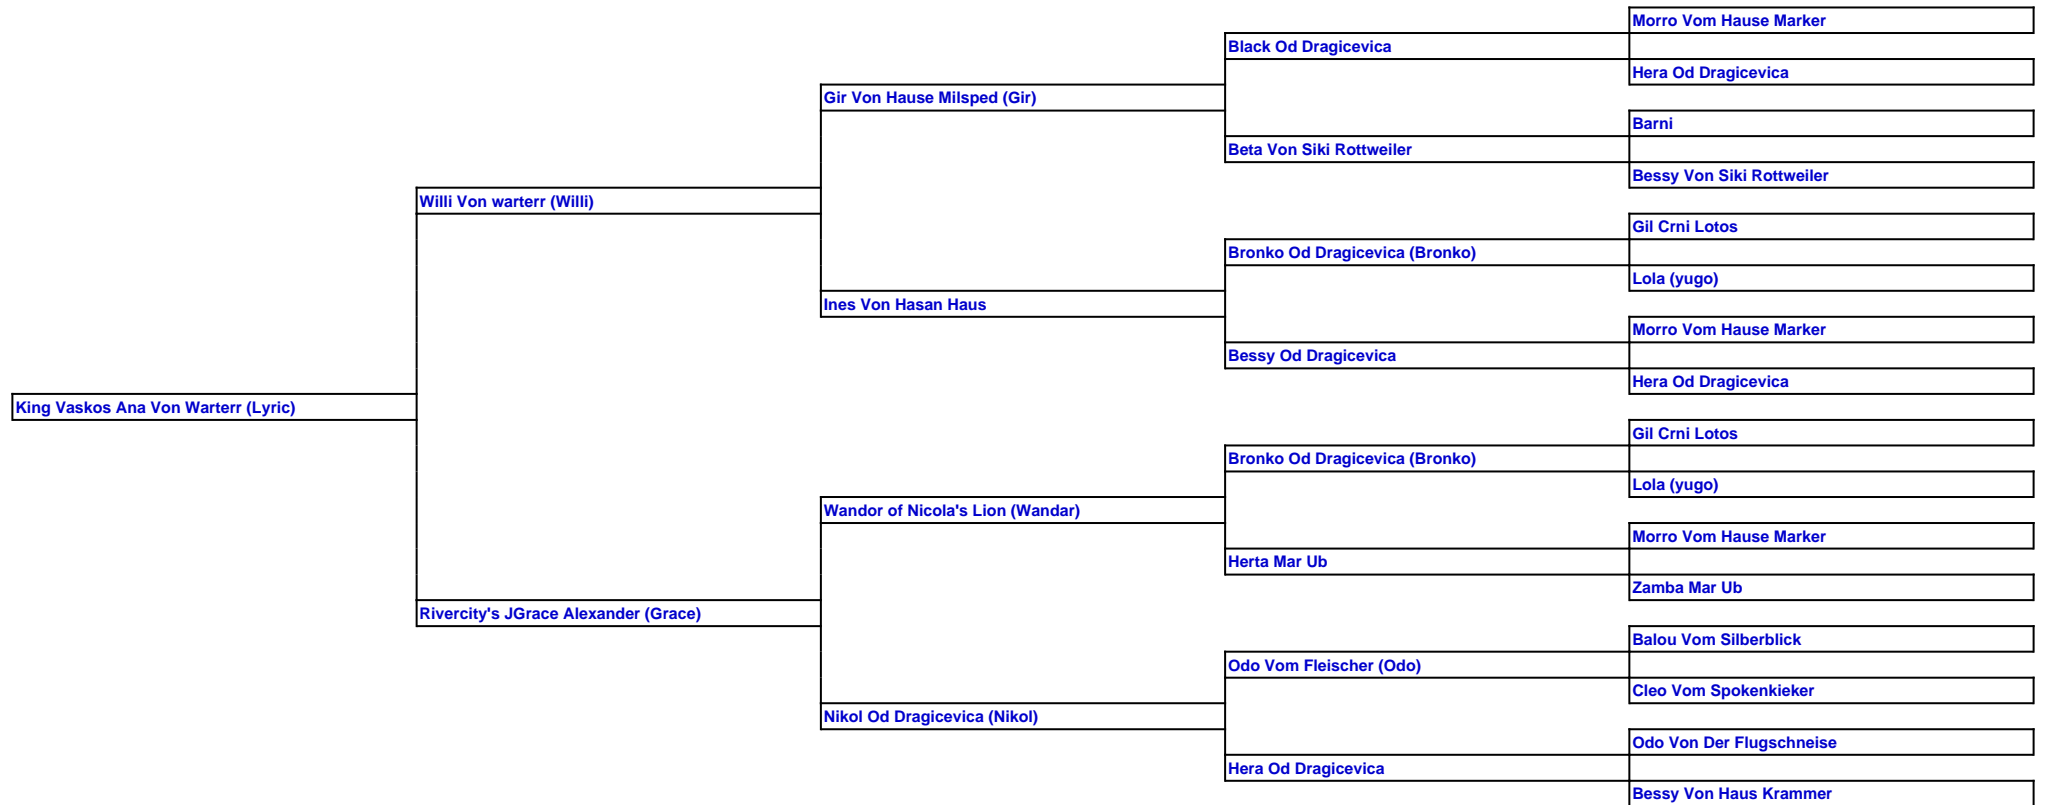 Morro Vom Hause Marker
Black Od Dragicevica
Hera Od Dragicevica
Gir Von Hause Milsped (Gir)
Barni
Beta Von Siki Rottweiler
Bessy Von Siki Rottweiler
Willi Von warterr (Willi)
Gil Crni Lotos
Bronko Od Dragicevica (Bronko)
Lola (yugo)
Ines Von Hasan Haus
Morro Vom Hause Marker
Bessy Od Dragicevica
Hera Od Dragicevica
King Vaskos Ana Von Warterr (Lyric)
Gil Crni Lotos
Bronko Od Dragicevica (Bronko)
Lola (yugo)
Wandor of Nicola's Lion (Wandar)
Morro Vom Hause Marker
Herta Mar Ub
Zamba Mar Ub
Rivercity's JGrace Alexander (Grace)
Balou Vom Silberblick
Odo Vom Fleischer (Odo)
Cleo Vom Spokenkieker
Nikol Od Dragicevica (Nikol)
Odo Von Der Flugschneise
Hera Od Dragicevica
Bessy Von Haus Krammer